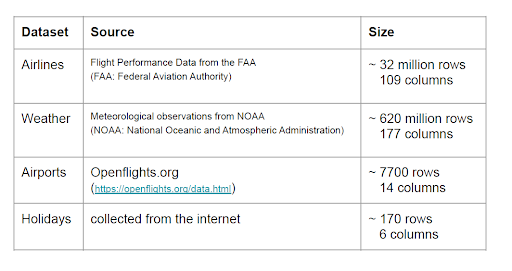 Dataset Source Size
Airlines Flight Performance Data from the FAA ~ 32 million rows
(FAA: Federal Aviation Authority) 109 columns
Weather Meteorological observations from NOAA ~ 620 million rows
(NOAA: National Oceanic and Atmospheric Administration) 177 columns
Airports Openflights.org ~ 7700 rows
(https://openflights.org/data.html) 14 columns
Holidays collected from the internet ~ 170 rows
6 columns